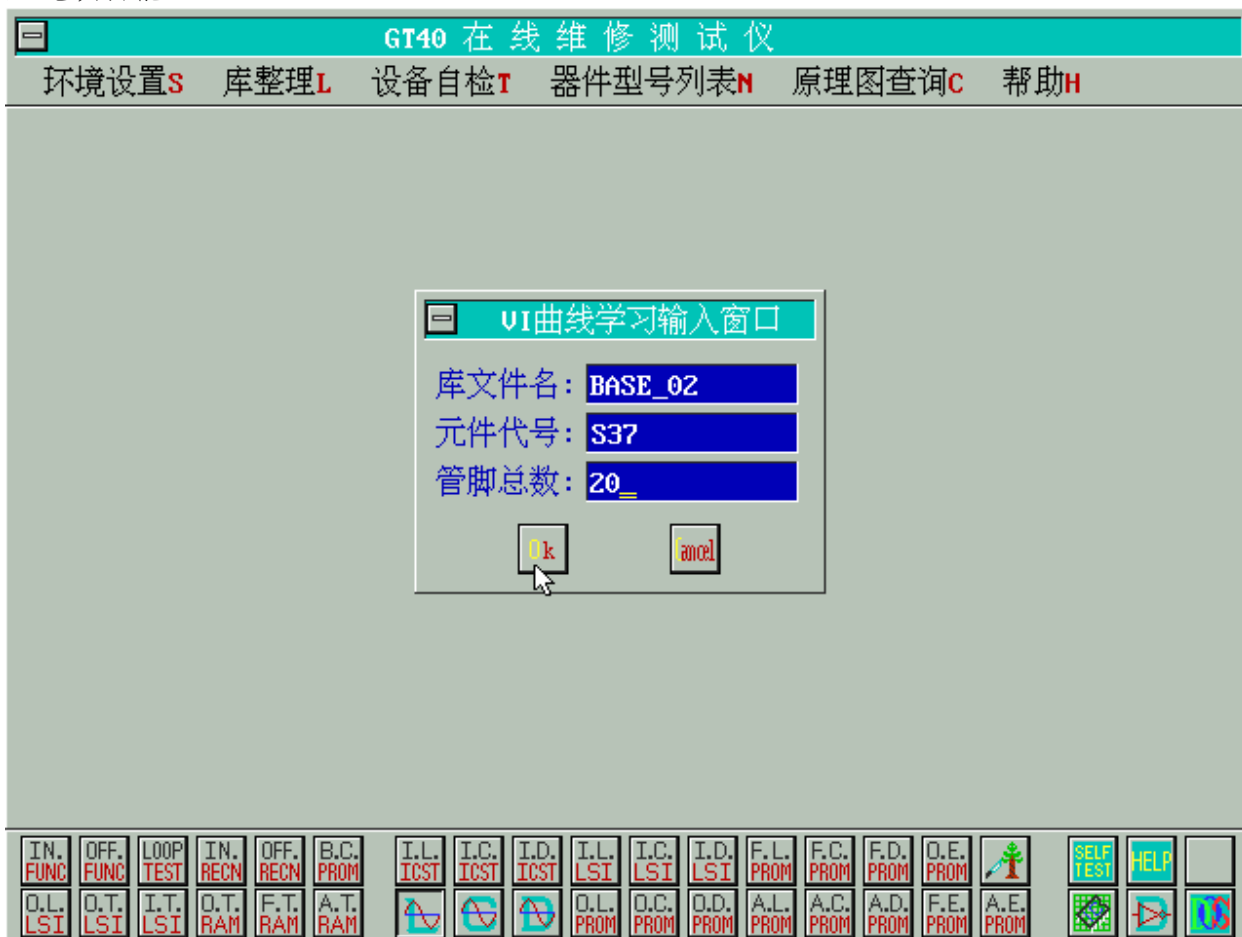 GT40 在线维修测试仪
环境设置S 库整理L 设备自检T 器件型号列表N 原理图查询C 帮助H
VI曲线学习输入窗口
库文件名: BASE_02
元件代号: S37
管脚总数: 20_
Ok Cancel
IN. FUNC OFF. FUNC LOOP TEST IN. RECN OFF. RECN B.C. PROM I.L. ICST I.C. ICST I.D. ICST I.L. LSI I.C. LSI I.D. LSI F.L. PROM F.C. PROM F.D. PROM O.E. PROM SELF TEST HELP
O.L. LSI O.T. LSI I.T. LSI O.T. RAM F.T. RAM A.T. RAM O.L. PROM O.C. PROM O.D. PROM A.L. PROM A.C. PROM A.D. PROM F.E. PROM A.E. PROM